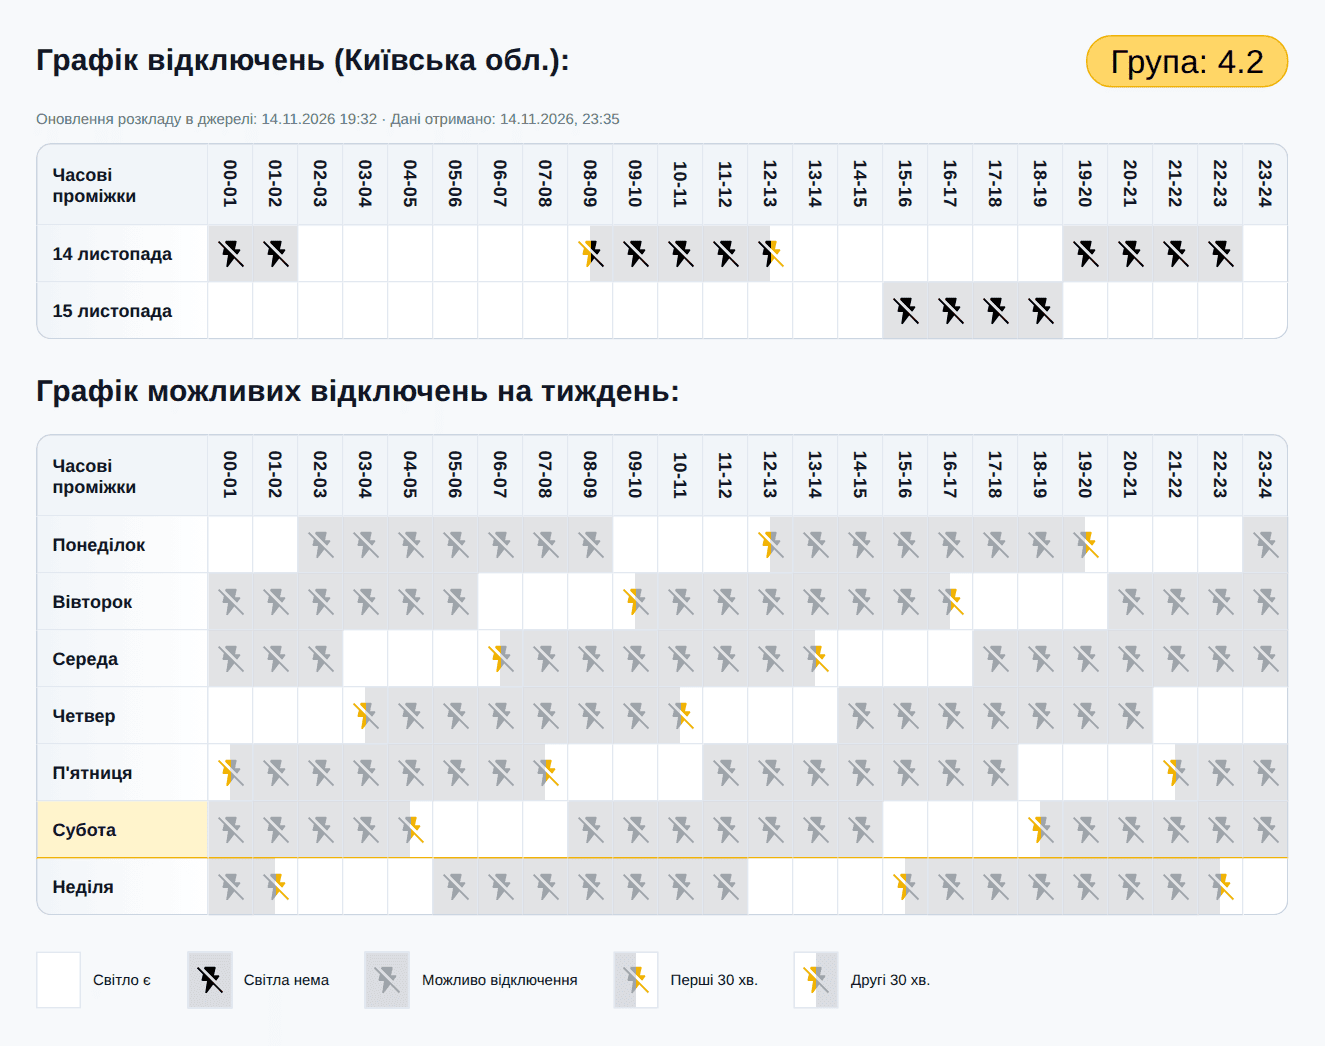 Графік відключень (Київська обл.):
Група: 4.2
Оновлення розкладу в джерелі: 14.11.2026 19:32 · Дані отримано: 14.11.2026, 23:35
Часові проміжки 00-01 01-02 02-03 03-04 04-05 05-06 06-07 07-08 08-09 09-10 10-11 11-12 12-13 13-14 14-15 15-16 16-17 17-18 18-19 19-20 20-21 21-22 22-23 23-24
14 листопада
15 листопада
Графік можливих відключень на тиждень:
Часові проміжки 00-01 01-02 02-03 03-04 04-05 05-06 06-07 07-08 08-09 09-10 10-11 11-12 12-13 13-14 14-15 15-16 16-17 17-18 18-19 19-20 20-21 21-22 22-23 23-24
Понеділок
Вівторок
Середа
Четвер
П'ятниця
Субота
Неділя
Світло є Світла нема Можливо відключення Перші 30 хв. Другі 30 хв.